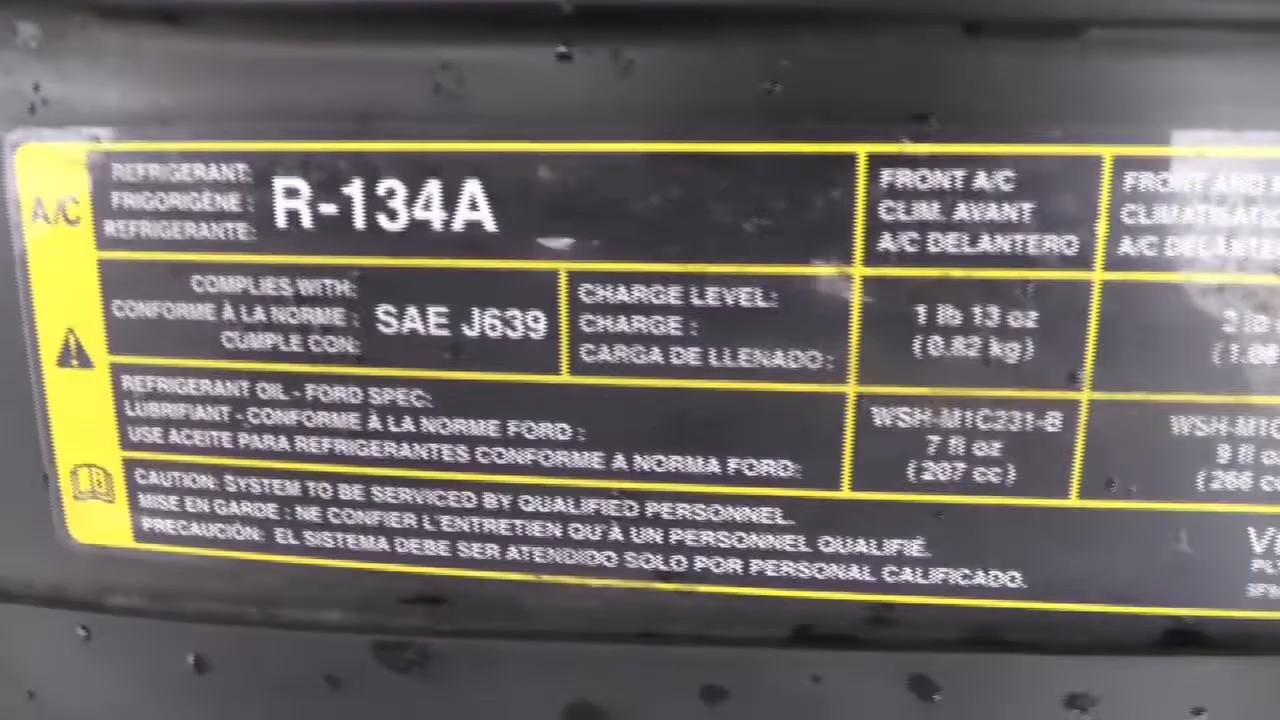 A/C
REFRIGERANT:
FRIGORIGÈNE :
REFRIGERANTE:
R-134A
FRONT A/C
CLIM. AVANT
A/C DELANTERO
FRONT AND
A/C
COMPLIES WITH:
CONFORME À LA NORME :
CUMPLE CON:
SAE J639
CHARGE LEVEL:
CHARGE :
CARGA DE LLENADO:
1 lb 13 oz
(0.82 kg)
REFRIGERANT OIL - FORD SPEC:
LUBRIFIANT - CONFORME À LA NORME FORD :
USE ACEITE PARA REFRIGERANTES CONFORME A NORMA FORD:
WSH-M1C231-B
7 fl oz
(207 cc)
9 fl oz
CAUTION: SYSTEM TO BE SERVICED BY QUALIFIED PERSONNEL.
MISE EN GARDE : NE CONFIER L'ENTRETIEN QU'À UN PERSONNEL QUALIFIÉ.
PRECAUCIÓN: EL SISTEMA DEBE SER ATENDIDO SOLO POR PERSONAL CALIFICADO.